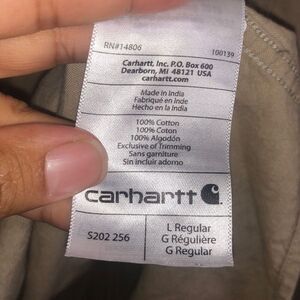 RN#14806 100139
Carhartt, Inc. P.O. Box 600
Dearborn, MI 48121 USA
carhartt.com
Made in India
Fabriqué en Inde
Hecho en la India
100% Cotton
100% Coton
100% Algodón
Exclusive of Trimming
Sans garniture
Sin incluir adorno
carhartt
S202 256
L Regular
G Régulière
G Regular